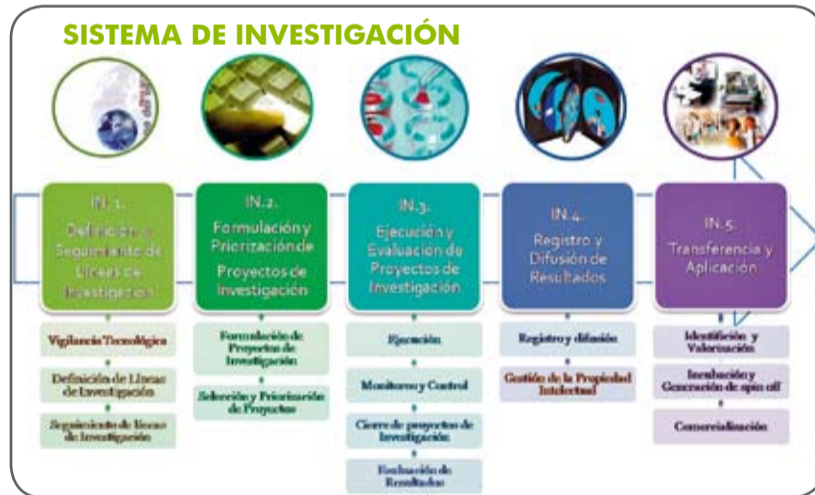 SISTEMA DE INVESTIGACIÓN
IN. 1.
Definición y
Seguimiento de
Líneas de
Investigación
IN.2.
Formulación y
Priorización de
Proyectos de
Investigación
IN.3.
Ejecución y
Evaluación de
Proyectos de
Investigación
IN.4.
Registro y
Difusión de
Resultados
IN.5.
Transferencia y
Aplicación
Vigilancia Tecnológica
Definición de Líneas
de Investigación
Seguimiento de líneas
de Investigación
Formulación de
Proyectos de
Investigación
Selección y Priorización
de Proyectos
Ejecución
Monitoreo y Control
Cierre de proyectos de
Investigación
Evaluación de
Resultados
Registro y difusión
Gestión de la Propiedad
Intelectual
y
Valorización
Incubación y
Generación de spin off
Comercialización